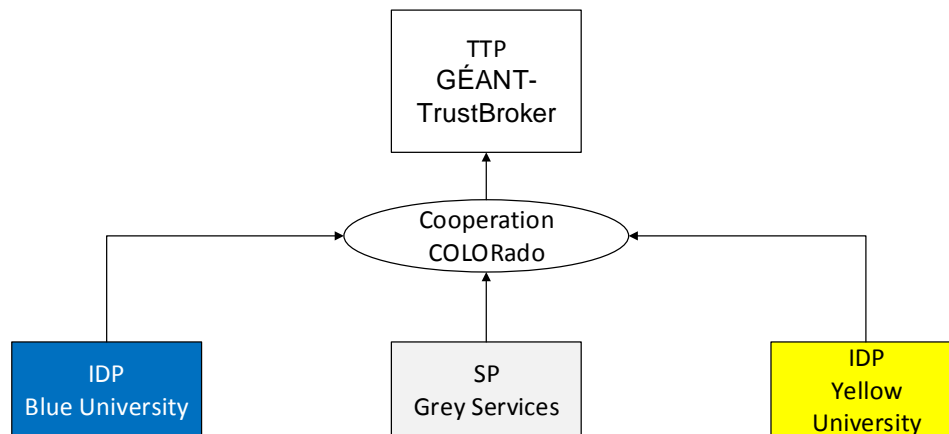 TTP
GÉANT-
TrustBroker
Cooperation
COLORado
IDP
Blue University
SP
Grey Services
IDP
Yellow
University